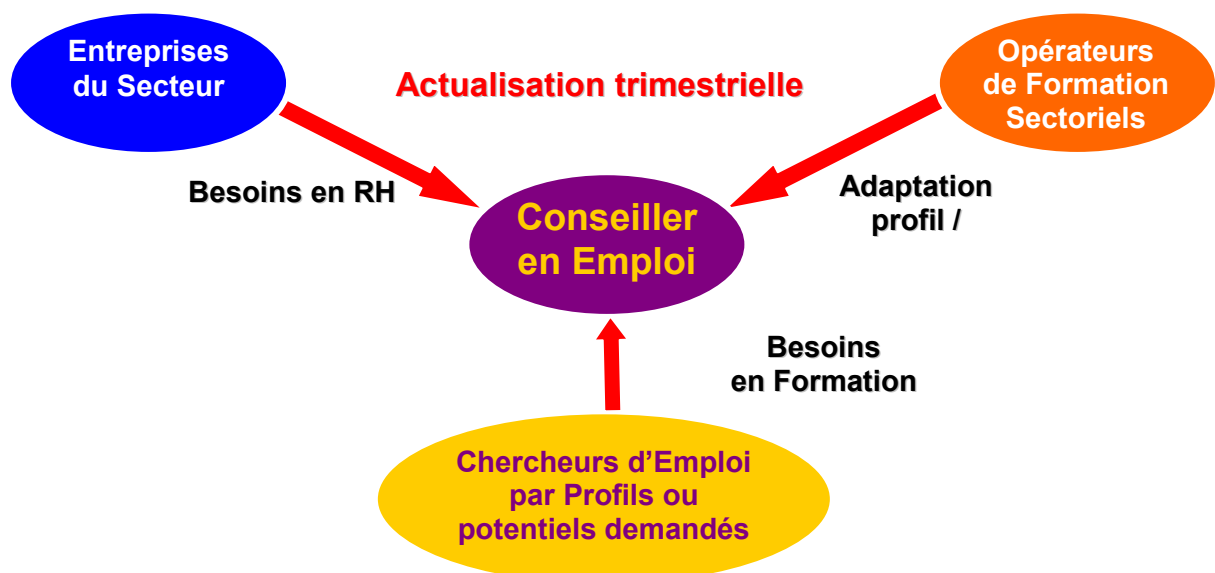 Entreprises
du Secteur
Actualisation trimestrielle
Opérateurs
de Formation
Sectoriels
Besoins en RH
Adaptation
profil /
Conseiller
en Emploi
Besoins
en Formation
Chercheurs d’Emploi
par Profils ou
potentiels demandés